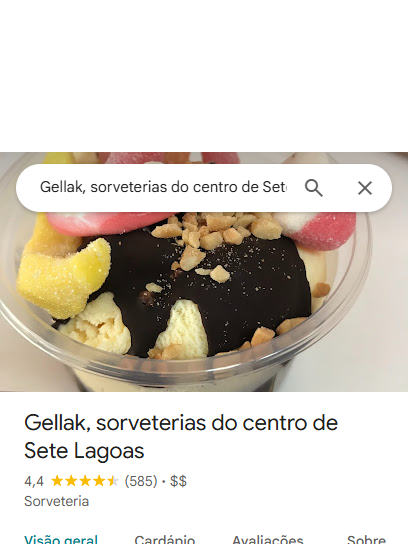 Gellak, sorveterias do centro de Set
Gellak, sorveterias do centro de
Sete Lagoas
4,4 (585) · $$
Sorveteria
Visão geral Cardápio Avaliações Sobre